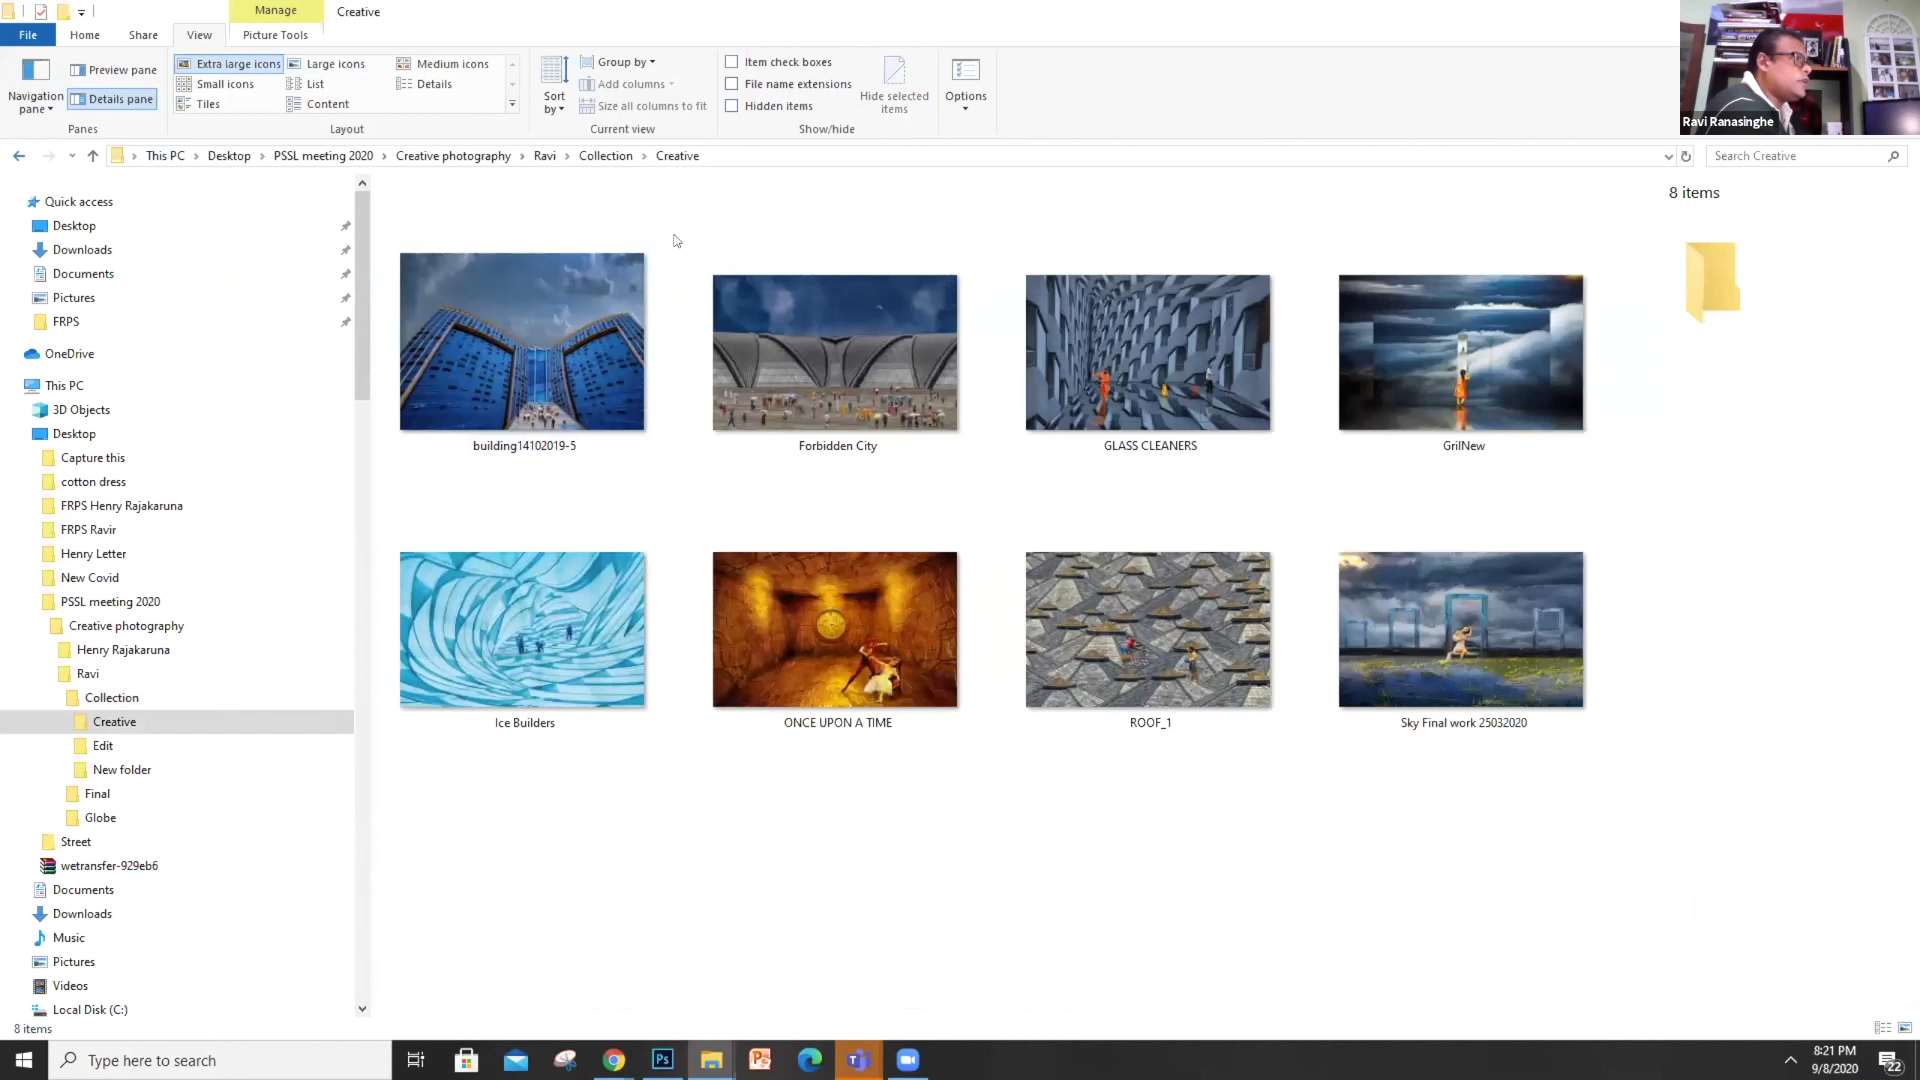 Manage
Creative
File
Home
Share
View
Picture Tools
Navigation
pane
Preview pane
Details pane
Panes
Extra large icons
Large icons
Medium icons
Small icons
List
Details
Tiles
Content
Layout
Sort
by
Group by
Add columns
Size all columns to fit
Current view
Item check boxes
File name extensions
Hidden items
Hide selected
items
Show/hide
Options
Ravi Ranasinghe
This PC
Desktop
PSSL meeting 2020
Creative photography
Ravi
Collection
Creative
Search Creative
Quick access
Desktop
Downloads
Documents
Pictures
FRPS
OneDrive
This PC
3D Objects
Desktop
Capture this
cotton dress
FRPS Henry Rajakaruna
FRPS Ravir
Henry Letter
New Covid
PSSL meeting 2020
Creative photography
Henry Rajakaruna
Ravi
Collection
Creative
Edit
New folder
Final
Globe
Street
wetransfer-929eb6
Documents
Downloads
Music
Pictures
Videos
Local Disk (C:)
8 items
building14102019-5
Forbidden City
GLASS CLEANERS
GrilNew
Ice Builders
ONCE UPON A TIME
ROOF_1
Sky Final work 25032020
8 items
Type here to search
Ps
8:21 PM
9/8/2020
22